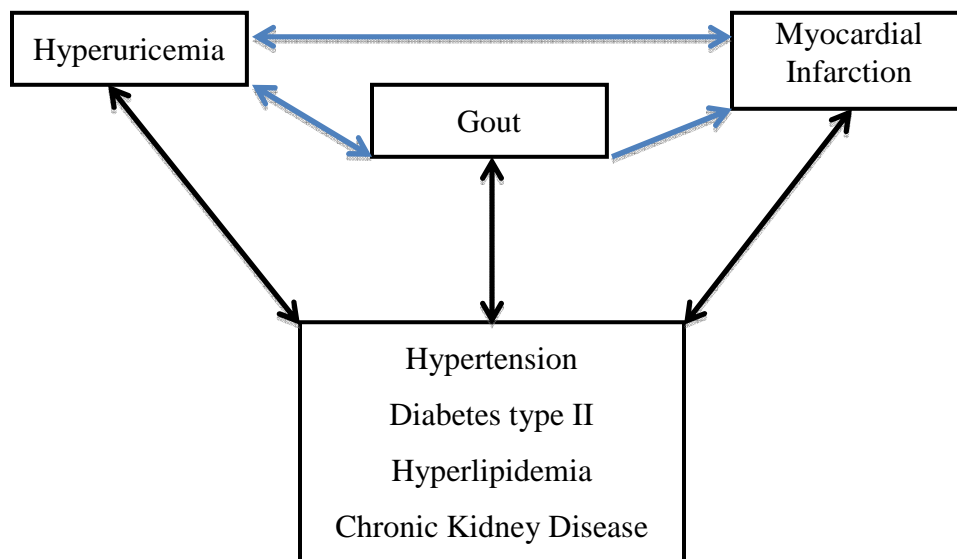 Hyperuricemia
Myocardial
Infarction
Gout
Hypertension
Diabetes type II
Hyperlipidemia
Chronic Kidney Disease